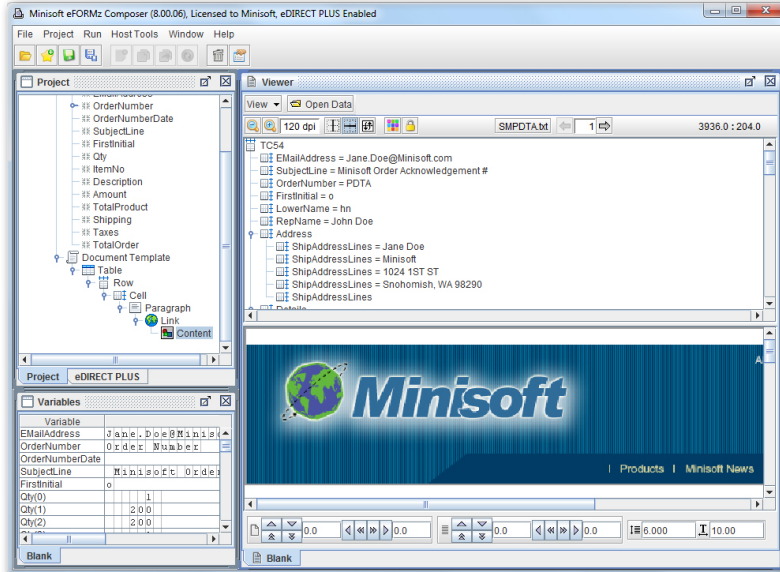 Minisoft eFORMz Composer (8.00.06), Licensed to Minisoft, eDIRECT PLUS Enabled
File Project Run Host Tools Window Help
Project
EMailAddress
OrderNumber
OrderNumberDate
SubjectLine
FirstInitial
Qty
ItemNo
Description
Amount
TotalProduct
Shipping
Taxes
TotalOrder
Document Template
Table
Row
Cell
Paragraph
Link
Content
Project eDIRECT PLUS
Variables
Variable
EMailAddress Jane.Doe@Minis
OrderNumber Order Number
OrderNumberDate
SubjectLine Minisoft Order
FirstInitial o
Qty(0) 1
Qty(1) 200
Qty(2) 200
Blank
Viewer
View Open Data
120 dpi SMPDTA.txt 1 3936.0 : 204.0
TC54
EMailAddress = Jane.Doe@Minisoft.com
SubjectLine = Minisoft Order Acknowledgement #
OrderNumber = PDTA
FirstInitial = o
LowerName = hn
RepName = John Doe
Address
ShipAddressLines = Jane Doe
ShipAddressLines = Minisoft
ShipAddressLines = 1024 1ST ST
ShipAddressLines = Snohomish, WA 98290
ShipAddressLines
Details
A
Minisoft
| Products | Minisoft News
0.0 0.0 0.0 0.0 6.000 10.00
Blank